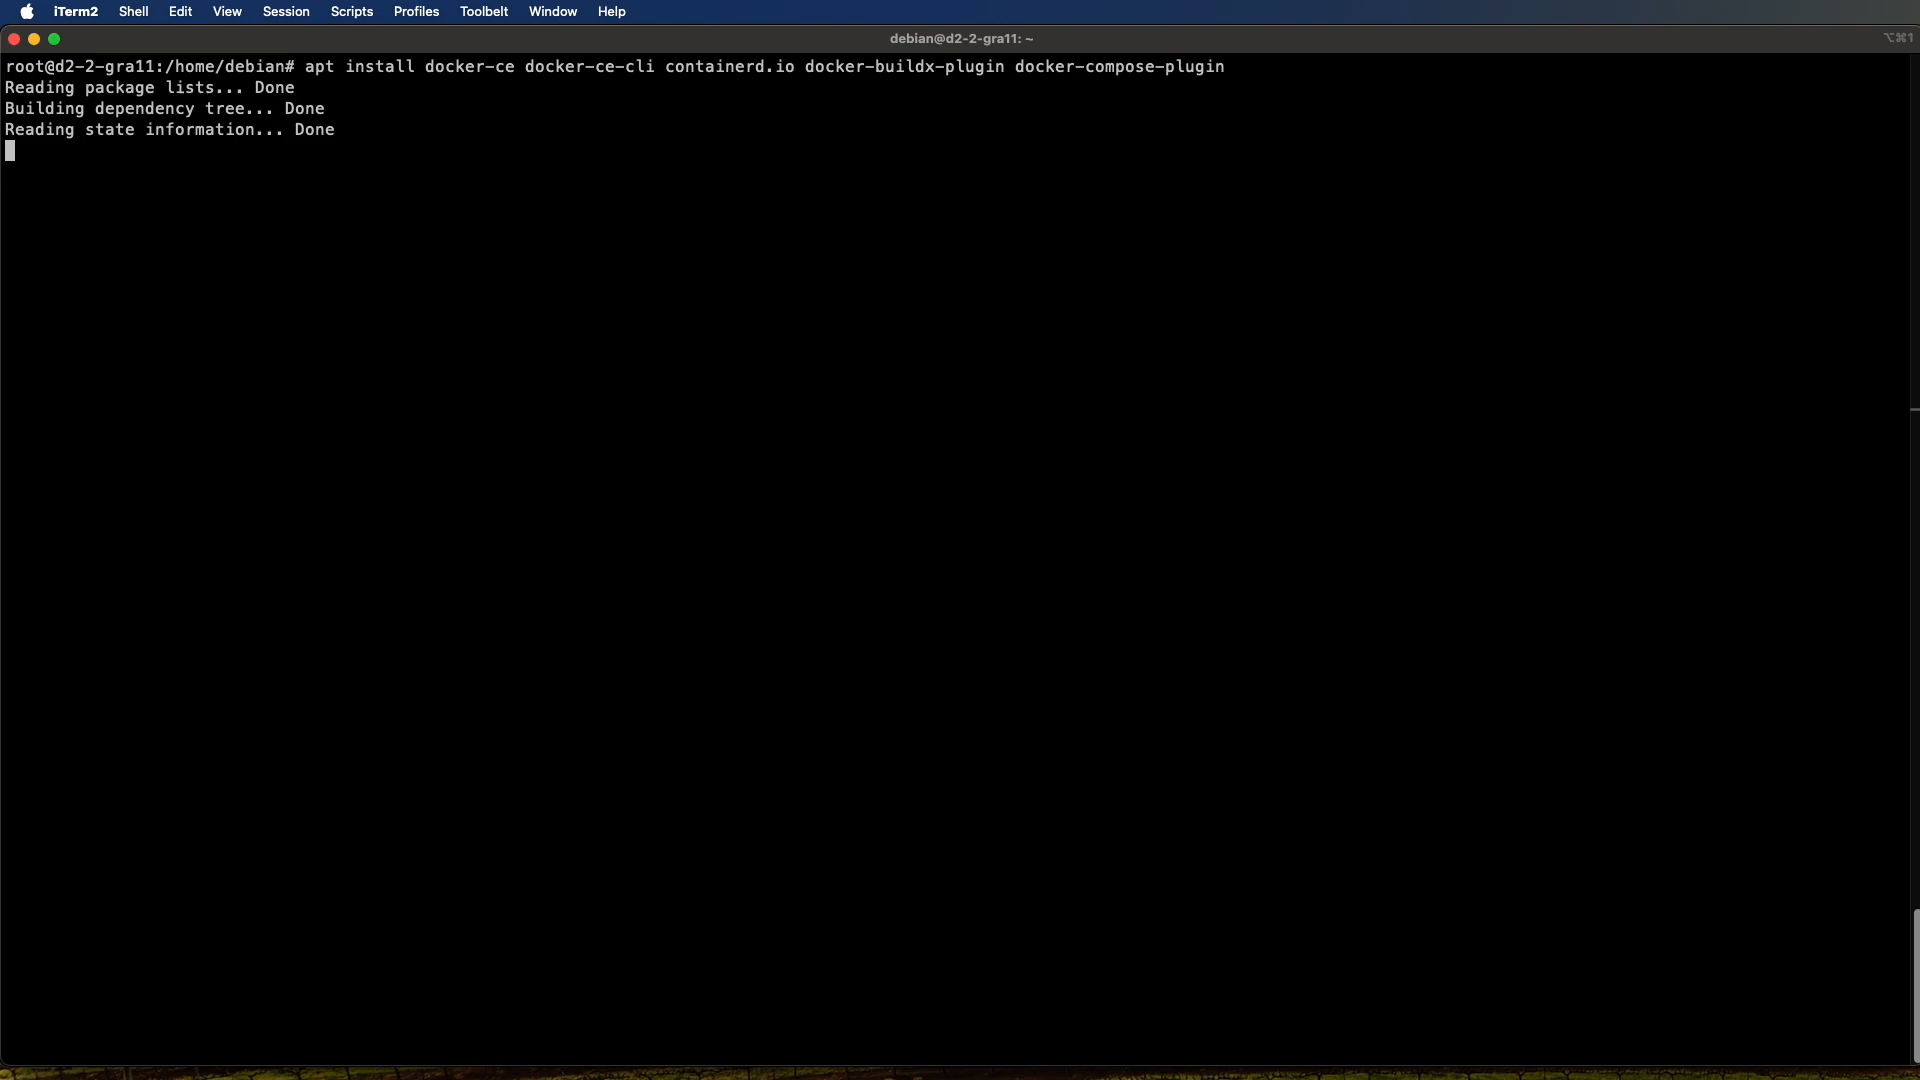 iTerm2 Shell Edit View Session Scripts Profiles Toolbelt Window Help
debian@d2-2-gra11: ~
⌥⌘1
root@d2-2-gra11:/home/debian# apt install docker-ce docker-ce-cli containerd.io docker-buildx-plugin docker-compose-plugin
Reading package lists... Done
Building dependency tree... Done
Reading state information... Done